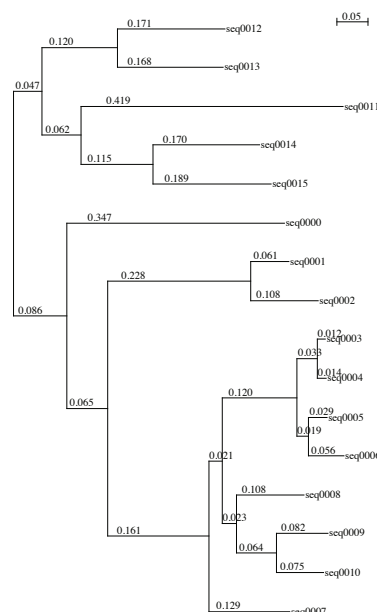 0.05
0.171
seq0012
0.120
0.168
seq0013
0.047
0.419
seq0011
0.062
0.170
seq0014
0.115
0.189
seq0015
0.347
seq0000
0.061
seq0001
0.228
0.108
seq0002
0.086
0.012
seq0003
0.033
0.014
seq0004
0.120
0.029
seq0005
0.065
0.019
0.056
seq0006
0.021
0.108
seq0008
0.023
0.082
seq0009
0.161
0.064
0.075
seq0010
0.129
seq0007